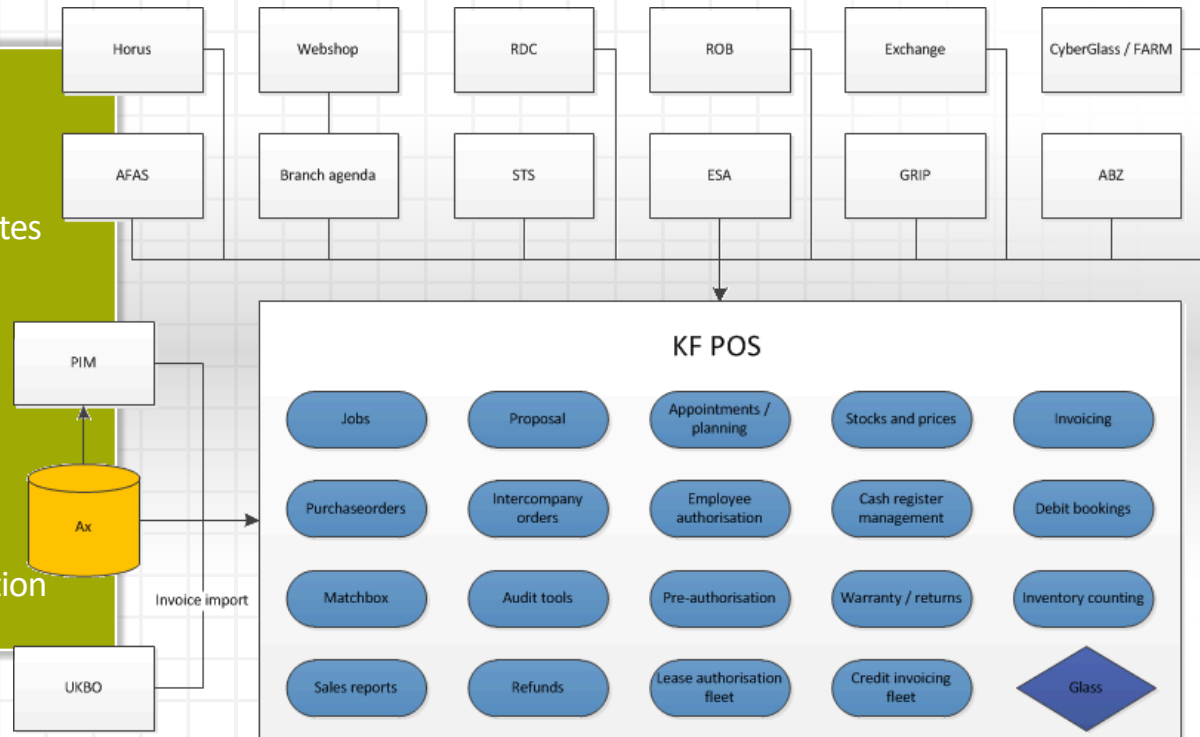 Horus
Webshop
RDC
ROB
Exchange
CyberGlass / FARM
AFAS
Branch agenda
STS
ESA
GRIP
ABZ
tes
KF POS
PIM
Jobs
Proposal
Appointments /
planning
Stocks and prices
Invoicing
Ax
Purchaseorders
Intercompany
orders
Employee
authorisation
Cash register
management
Debit bookings
tion
Invoice import
Matchbox
Audit tools
Pre-authorisation
Warranty / returns
Inventory counting
UKBO
Sales reports
Refunds
Lease authorisation
fleet
Credit invoicing
fleet
Glass